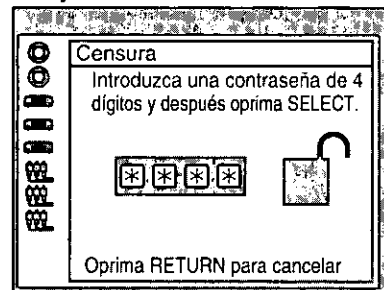 Censura
Introduzca una contraseña de 4
dígitos y después oprima SELECT.
****
Oprima RETURN para cancelar